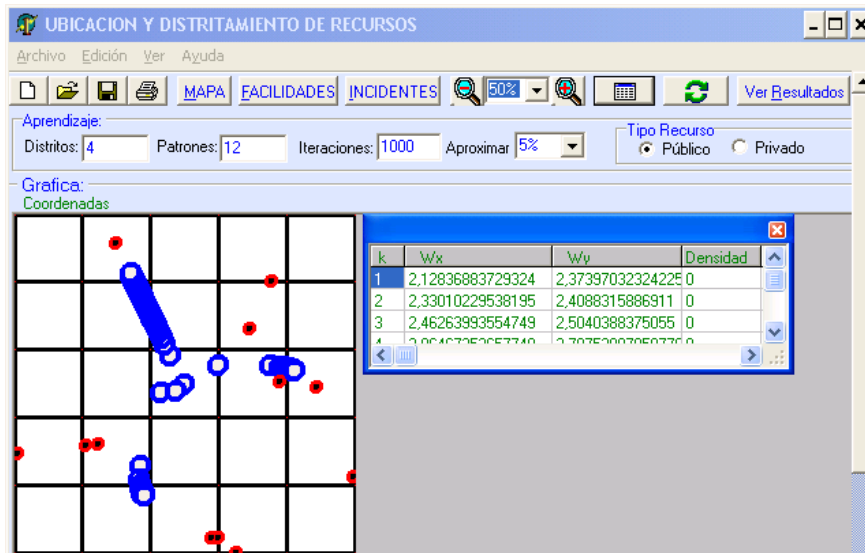 UBICACION Y DISTRITAMIENTO DE RECURSOS
Archivo Edición Ver Ayuda
MAPA FACILIDADES INCIDENTES 50% Ver Resultados
Aprendizaje:
Distritos: 4 Patrones: 12 Iteraciones: 1000 Aproximar 5%
Tipo Recurso
Público Privado
Grafica:
Coordenadas
k Wx Wy Densidad
1 2,12836883729324 2,37397032324225 0
2 2,33010229538195 2,4088315886911 0
3 2,46263993554749 2,5040388375055 0